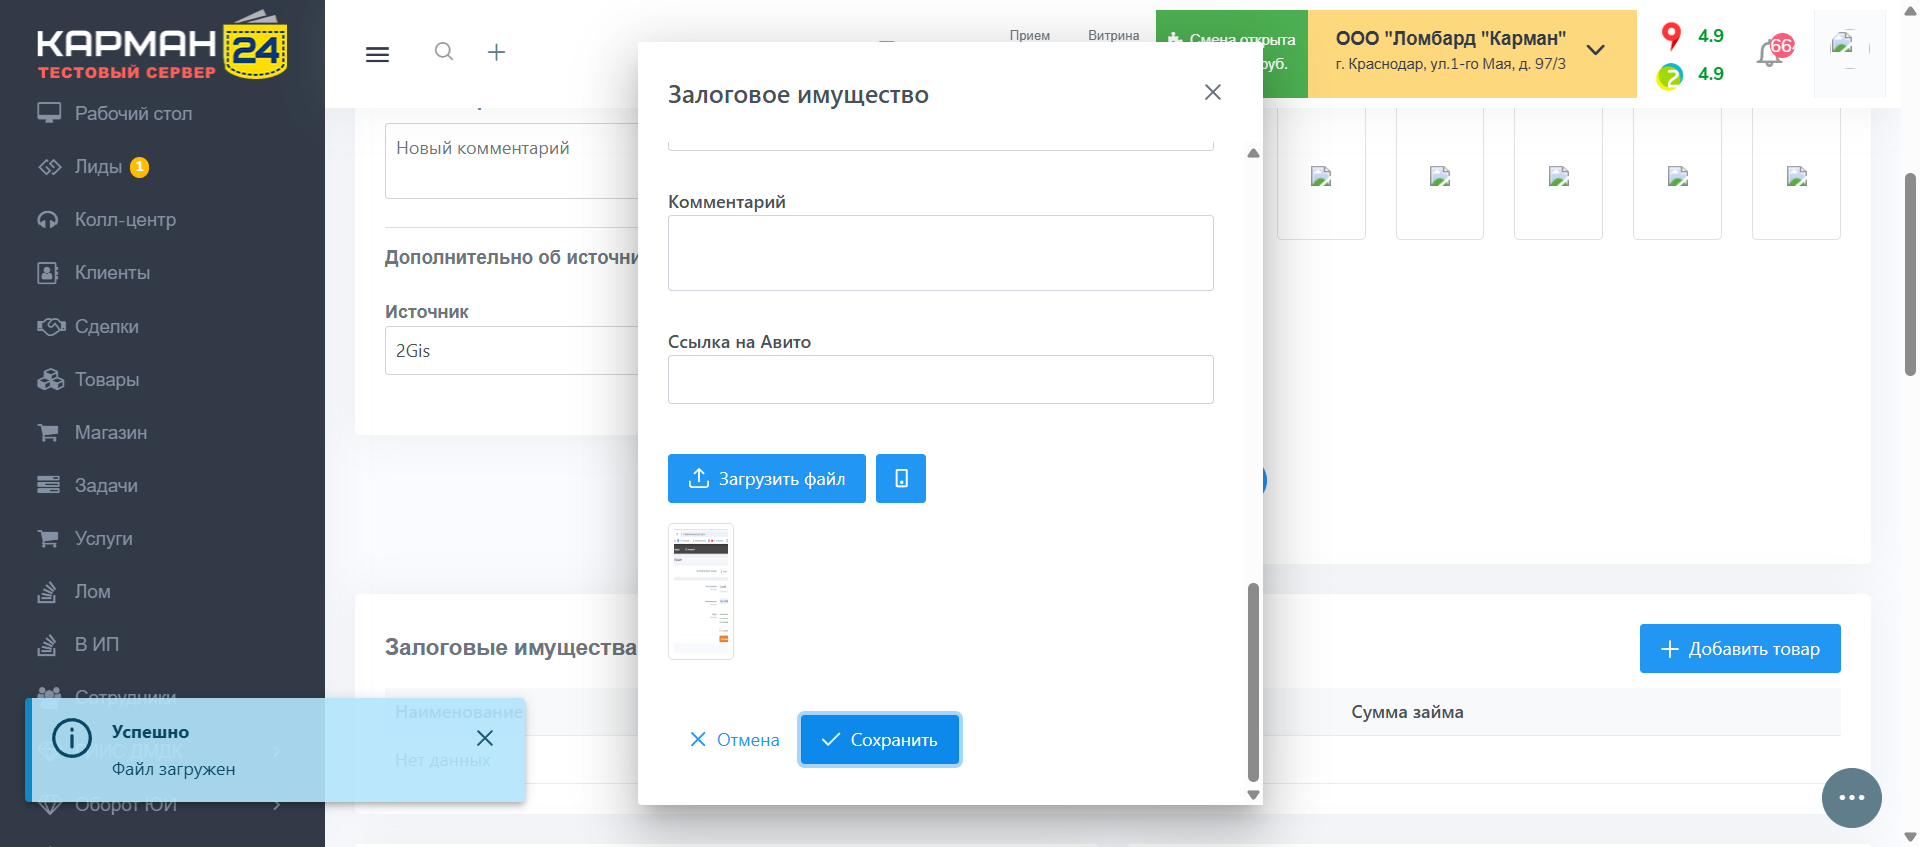 КАРМАН 24
ТЕСТОВЫЙ СЕРВЕР
Рабочий стол
Лиды 1
Колл-центр
Клиенты
Сделки
Товары
Магазин
Задачи
Услуги
Лом
В ИП
Сотрудники
Оборот ЮИ
Успешно
Файл загружен
Прием
Витрина
Смена открыта
руб.
ООО "Ломбард "Карман"
г. Краснодар, ул.1-го Мая, д. 97/3
4.9
2 4.9
66
Новый комментарий
Дополнительно об
Источник
2Gis
Залоговые имущества
Наименование
Сумма займа
Нет данных
Добавить товар
Залоговое имущество
Комментарий
Ссылка на Авито
Загрузить файл
Отмена
Сохранить